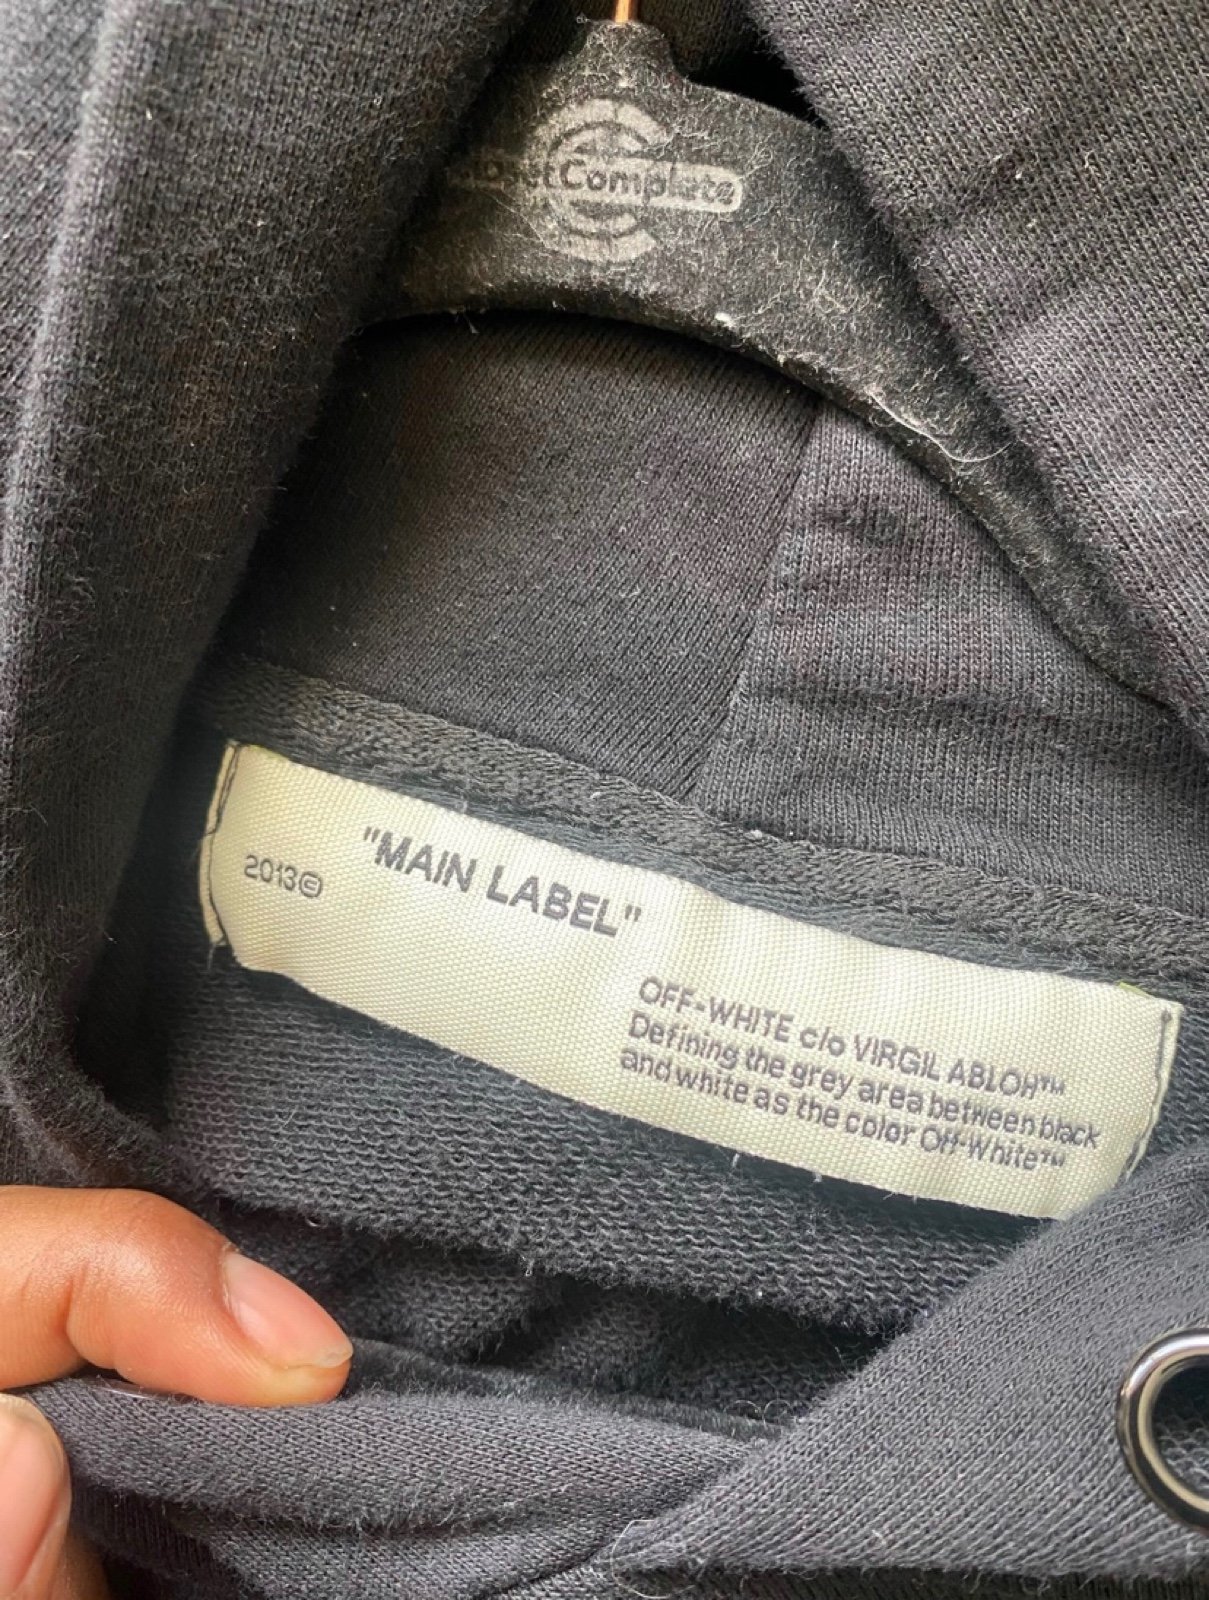 Complete
"MAIN LABEL"
2013©
OFF-WHITE c/o VIRGIL ABLOH™
Defining the grey area between black
and white as the color Off-White™